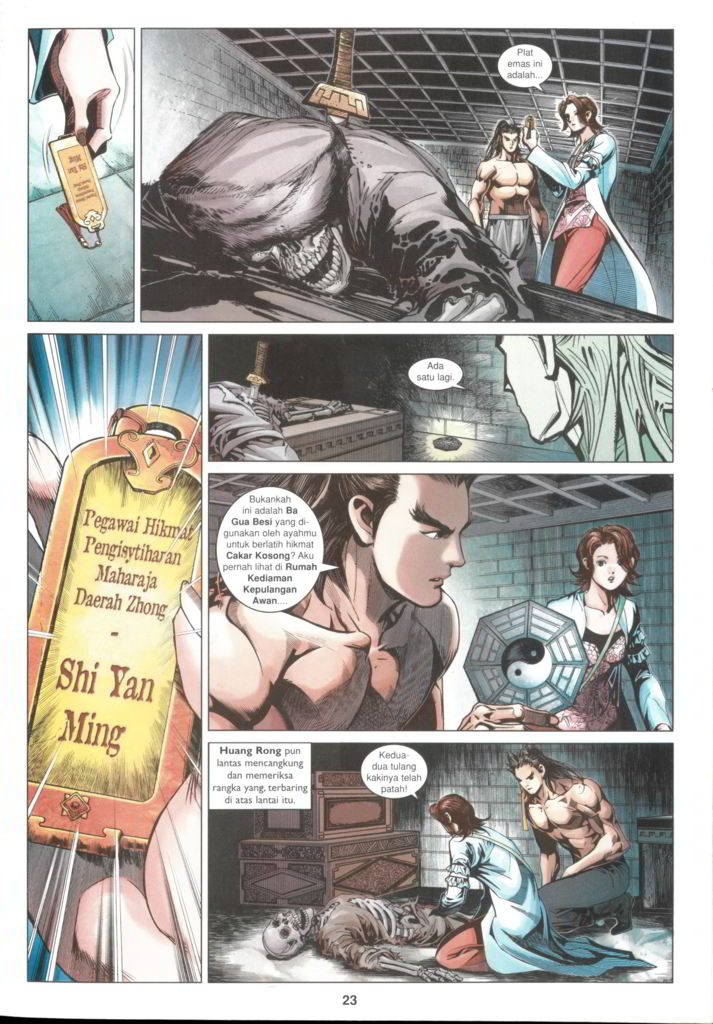 Shi Yan
Ming
Plat
emas ini
adalah...
Pegawai Hikmat
Pengisytiharan
Maharaja
Daerah Zhong
-
Shi Yan
Ming
Ada
satu lagi.
Bukankah
ini adalah Ba
Gua Besi yang di-
gunakan oleh ayahmu
untuk berlatih hikmat
Cakar Kosong? Aku
pernah lihat di Rumah
Kediaman
Kepulangan
Awan....
Huang Rong pun
lantas mencangkung
dan memeriksa
rangka yang, terbaring
di atas lantai itu.
Kedua-
dua tulang
kakinya telah
patah!
23